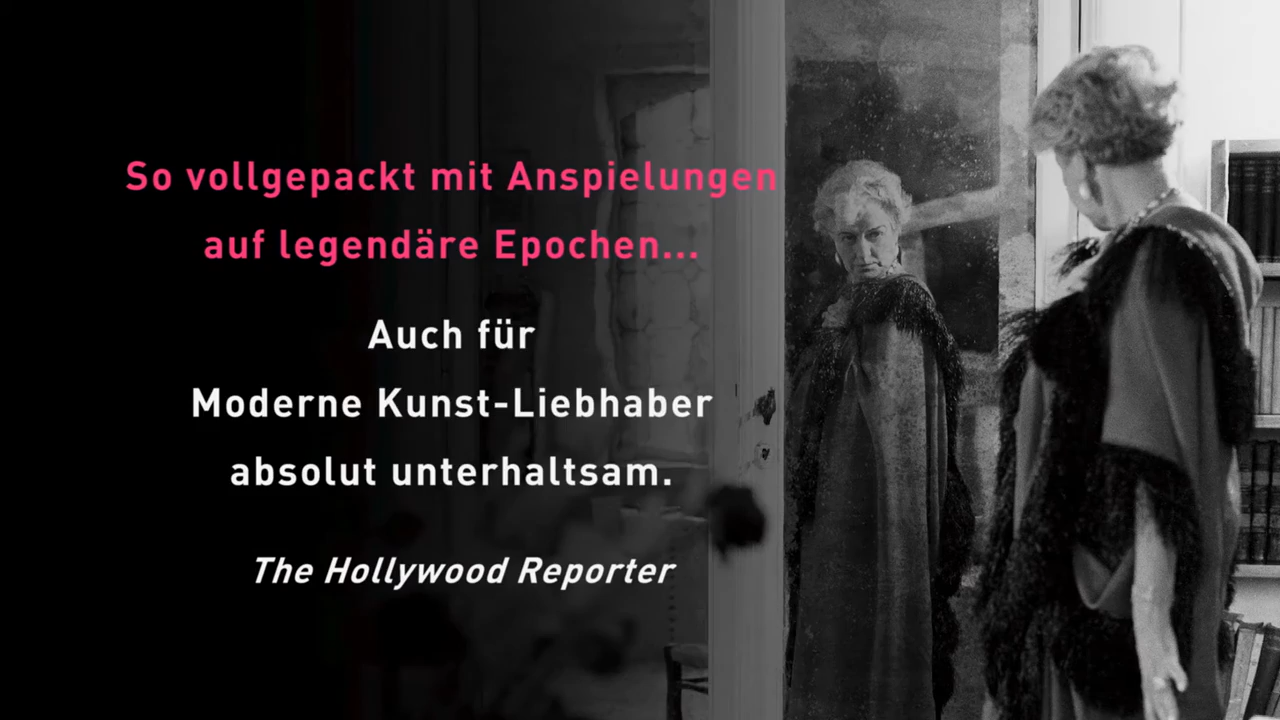 So vollgepackt mit Anspielungen
auf legendäre Epochen...
Auch für
Moderne Kunst-Liebhaber
absolut unterhaltsam.
The Hollywood Reporter